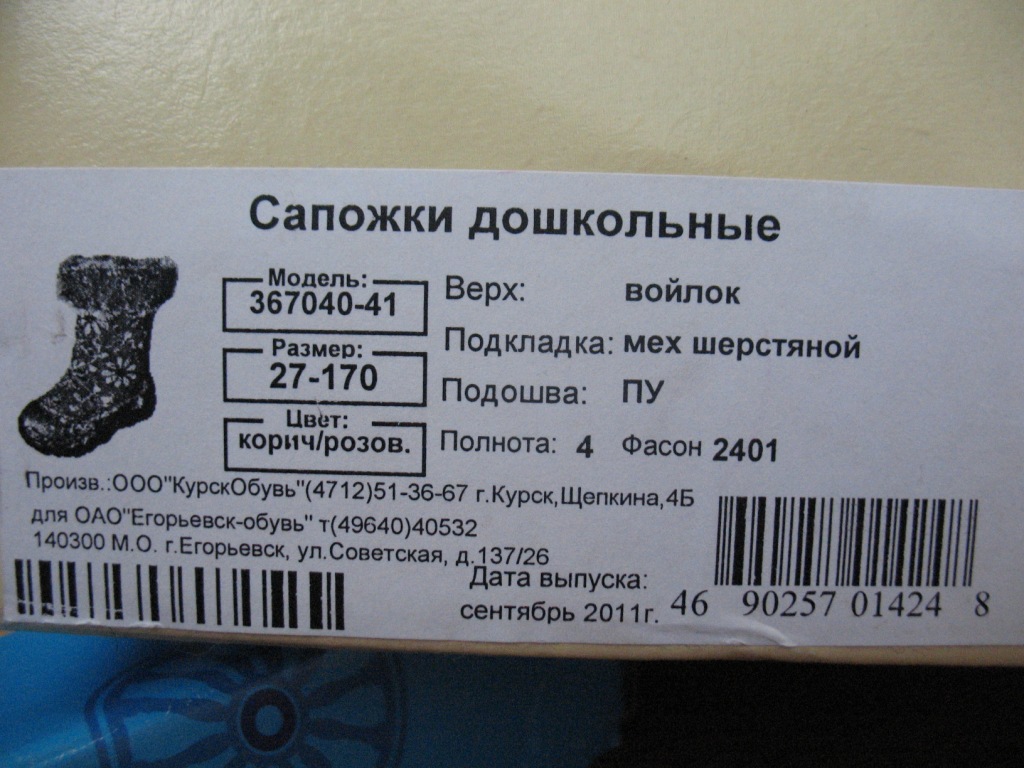 Сапожки дошкольные
Модель:
367040-41
Размер:
27-170
Цвет:
корич/розов.
Верх: войлок
Подкладка: мех шерстяной
Подошва: ПУ
Полнота: 4 Фасон 2401
Произв.:ООО"КурскОбувь"(4712)51-36-67 г.Курск,Щепкина,4Б
для ОАО"Егорьевск-обувь" т(49640)40532
140300 М.О. г.Егорьевск, ул.Советская, д.137/26
Дата выпуска:
сентябрь 2011г.
46 90257 01424 8